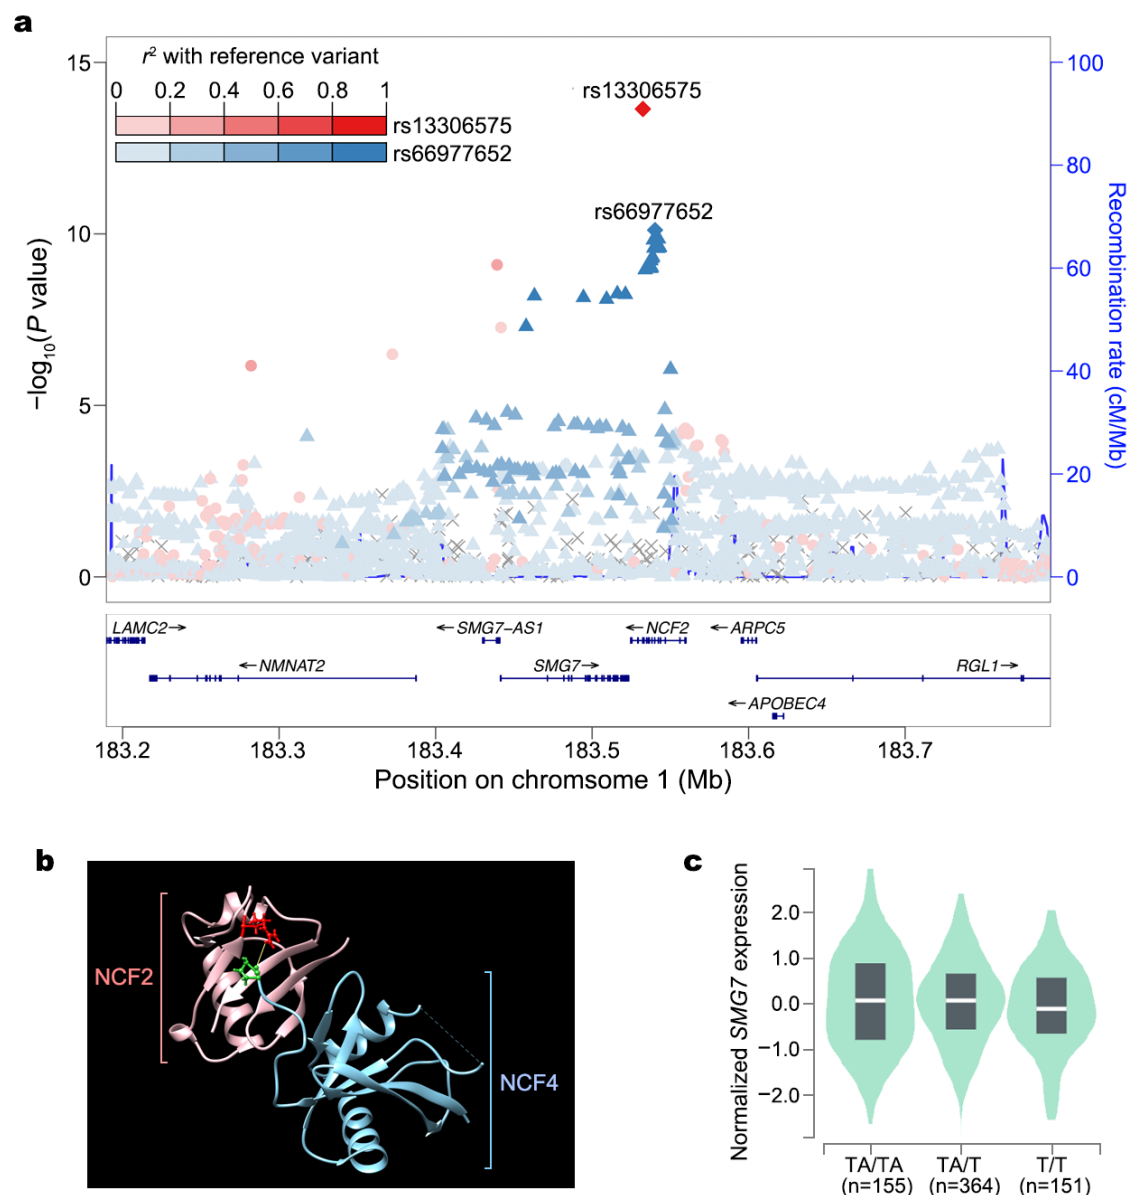 a
r² with reference variant
0 0.2 0.4 0.6 0.8 1
rs13306575
rs66977652
rs13306575
rs66977652
15
10
5
0
−log₁₀(P value)
100
80
60
40
20
0
Recombination rate (cM/Mb)
LAMC2→
←SMG7−AS1
←NCF2
←ARPC5
←NMNAT2
SMG7→
RGL1→
←APOBEC4
183.2 183.3 183.4 183.5 183.6 183.7
Position on chromsome 1 (Mb)
b
NCF2
NCF4
c
Normalized SMG7 expression
2.0
1.0
0.0
−1.0
−2.0
TA/TA TA/T T/T
(n=155) (n=364) (n=151)